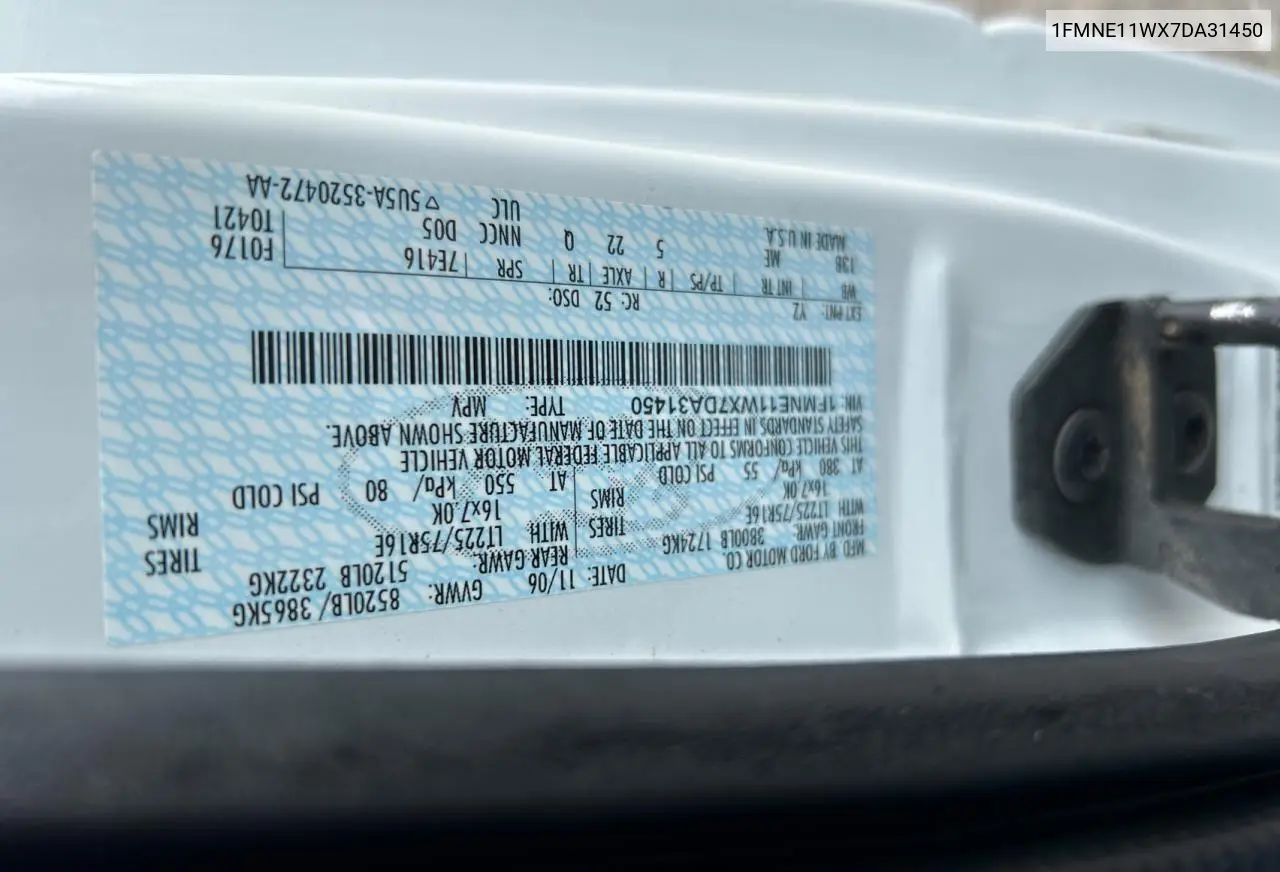 1FMNE11WX7DA31450
MFD. BY FORD MOTOR CO. DATE: 11/06 GVWR: 8520LB/ 3865KG
FRONT GAWR: 3800LB 1724KG REAR GAWR: 5120LB 2322KG
WITH LT225/75R16E TIRES WITH LT225/75R16E TIRES
16x7.0K RIMS 16x7.0K RIMS
AT 380 kPa/ 55 PSI COLD AT 550 kPa/ 80 PSI COLD
THIS VEHICLE CONFORMS TO ALL APPLICABLE FEDERAL MOTOR VEHICLE
SAFETY STANDARDS IN EFFECT ON THE DATE OF MANUFACTURE SHOWN ABOVE.
VIN: 1FMNE11WX7DA31450 TYPE: MPV
EXT PNT: YZ RC: 52 DSO:
WB | INT TR | TP/PS | R | AXLE | TR | SPR | 7E416 F0176
138 ME 5 22 Q NNCC D05 T0421
MADE IN U.S.A. ULC ▽ 5U5A-3520472-AA